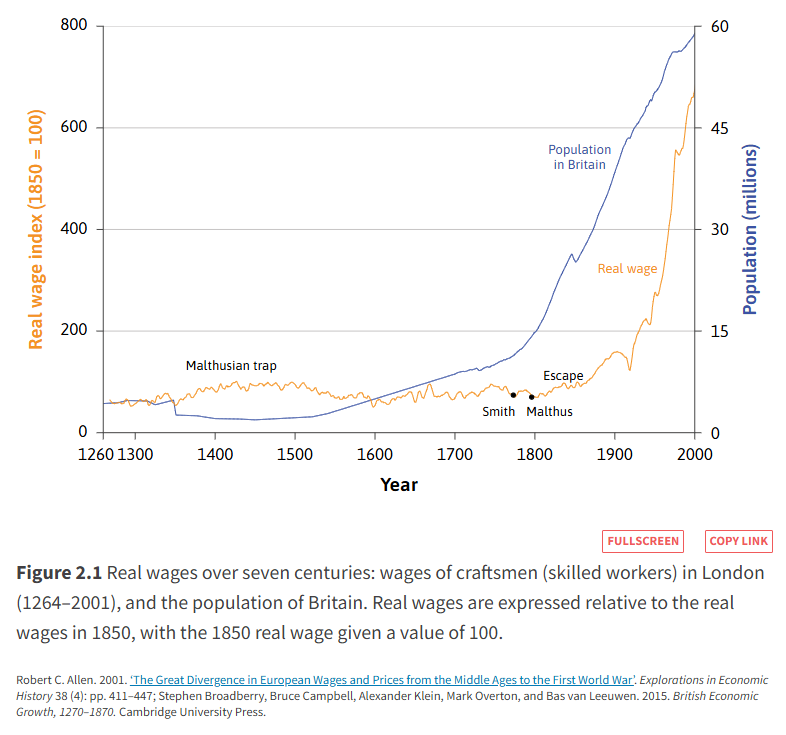 800
600
400
200
0
Real wage index (1850 = 100)
60
45
30
15
0
Population (millions)
Population
in Britain
Real wage
Malthusian trap
Escape
Smith
Malthus
1260 1300 1400 1500 1600 1700 1800 1900 2000
Year
FULLSCREEN COPY LINK
Figure 2.1 Real wages over seven centuries: wages of craftsmen (skilled workers) in London
(1264–2001), and the population of Britain. Real wages are expressed relative to the real
wages in 1850, with the 1850 real wage given a value of 100.
Robert C. Allen. 2001. ‘The Great Divergence in European Wages and Prices from the Middle Ages to the First World War’. Explorations in Economic
History 38 (4): pp. 411–447; Stephen Broadberry, Bruce Campbell, Alexander Klein, Mark Overton, and Bas van Leeuwen. 2015. British Economic
Growth, 1270–1870. Cambridge University Press.